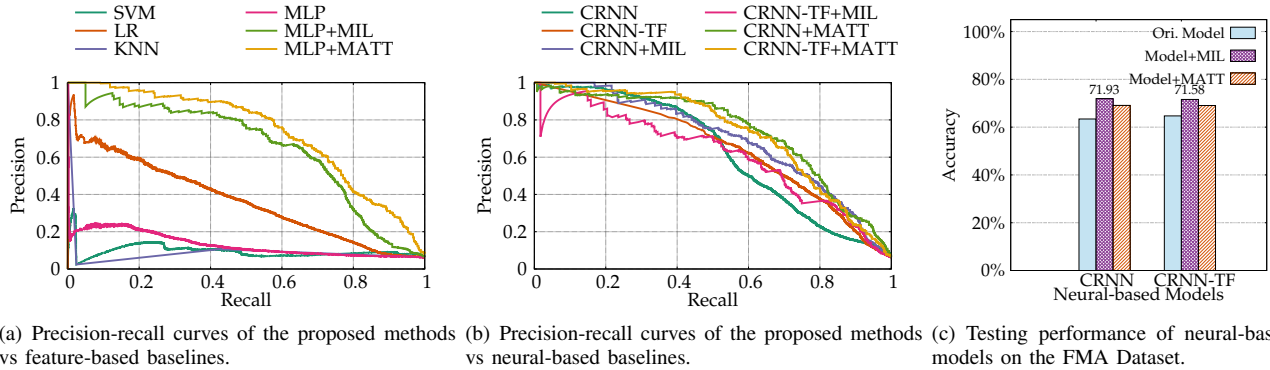 SVM MLP
LR MLP+MIL
KNN MLP+MATT
1
0.8
0.6
0.4
0.2
0
Precision
0 0.2 0.4 0.6 0.8 1
Recall
(a) Precision-recall curves of the proposed methods
vs feature-based baselines.
CRNN CRNN-TF+MIL
CRNN-TF CRNN+MATT
CRNN+MIL CRNN-TF+MATT
1
0.8
0.6
0.4
0.2
0
Precision
0 0.2 0.4 0.6 0.8 1
Recall
(b) Precision-recall curves of the proposed methods
vs neural-based baselines.
100%
80%
60%
40%
20%
0%
Accuracy
Ori. Model
Model+MIL
Model+MATT
71.93 71.58
CRNN CRNN-TF
Neural-based Models
(c) Testing performance of neural-bas
models on the FMA Dataset.